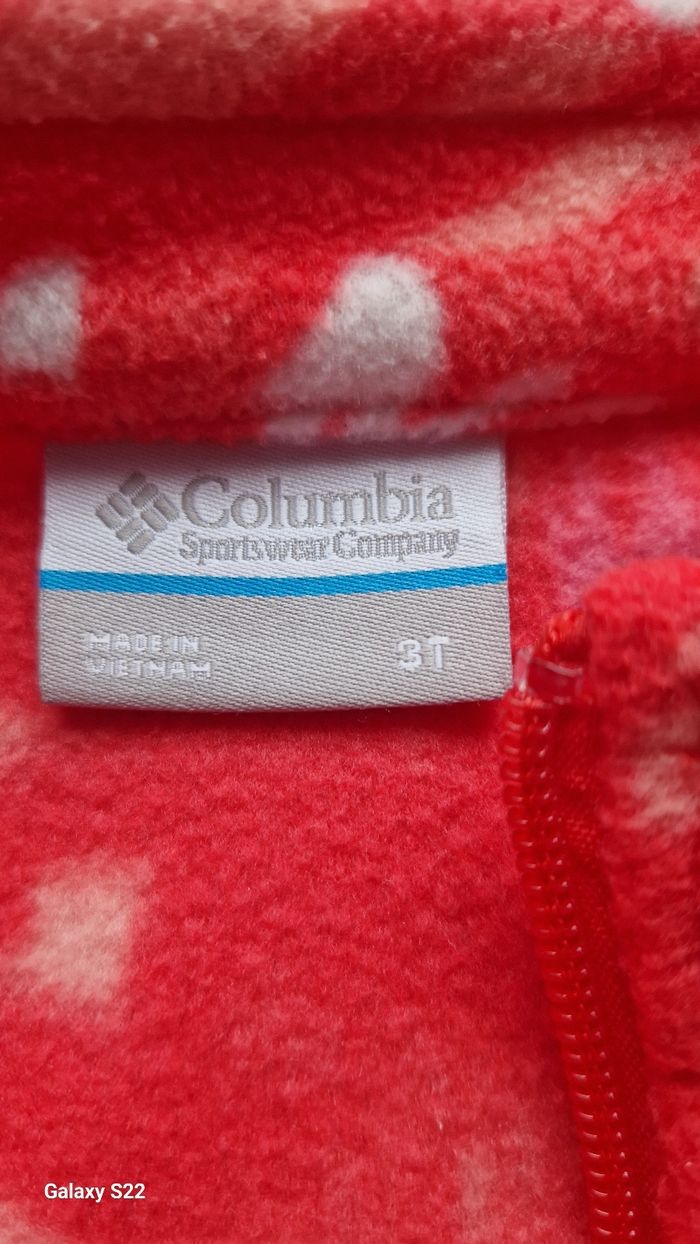 Columbia
Sportswear Company
MADE IN
VIETNAM
3T
Galaxy S22